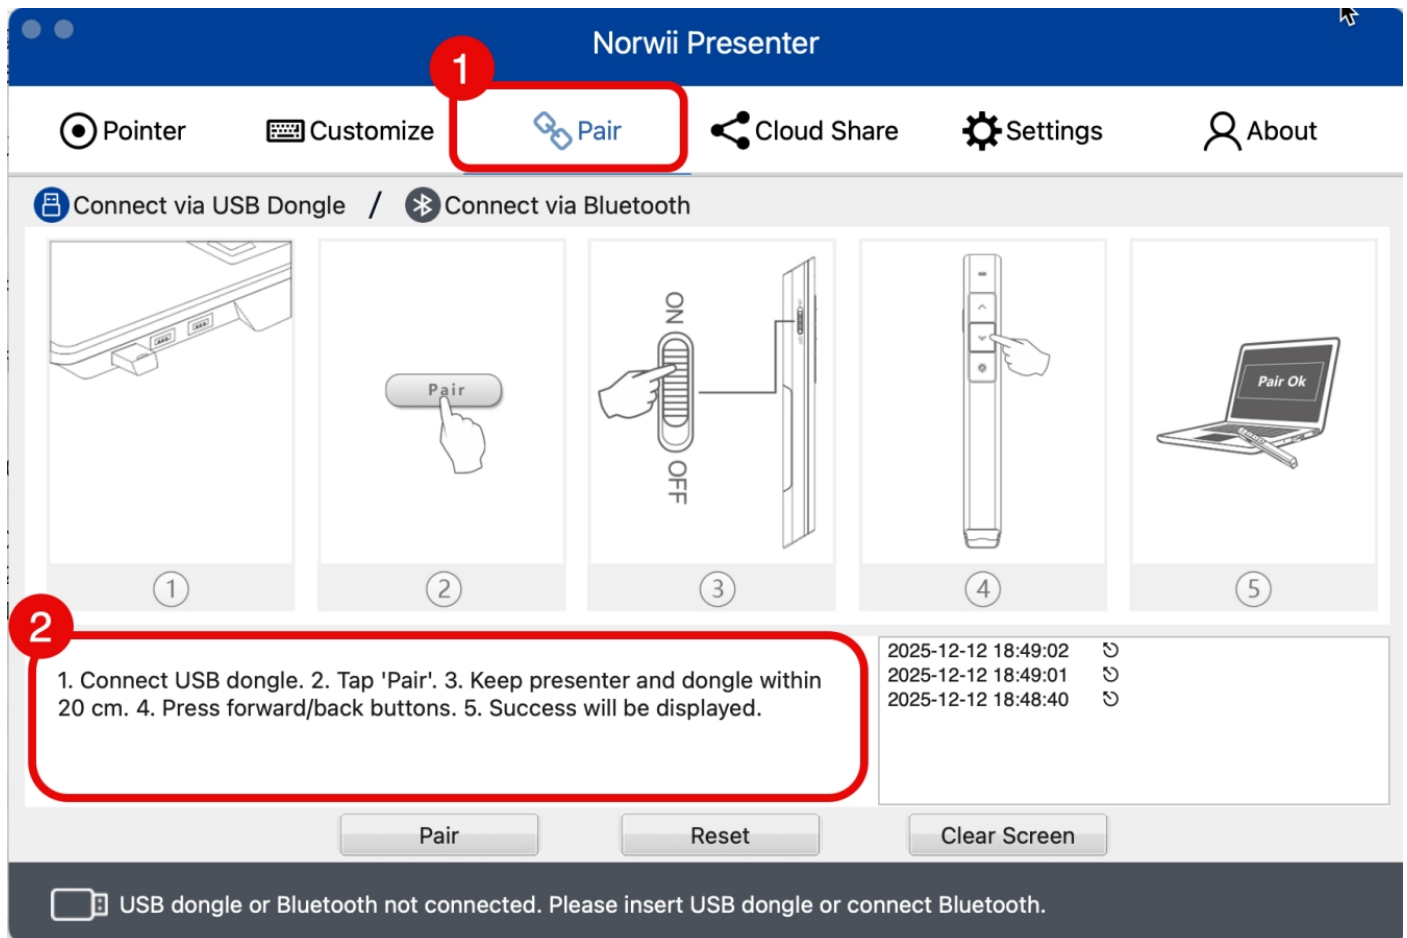 Norwii Presenter
1
Pointer
Customize
Pair
Cloud Share
Settings
About
Connect via USB Dongle / Connect via Bluetooth
Pair
ON
OFF
Pair Ok
1
2
3
4
5
2
1. Connect USB dongle. 2. Tap 'Pair'. 3. Keep presenter and dongle within
20 cm. 4. Press forward/back buttons. 5. Success will be displayed.
2025-12-12 18:49:02
2025-12-12 18:49:01
2025-12-12 18:48:40
Pair
Reset
Clear Screen
USB dongle or Bluetooth not connected. Please insert USB dongle or connect Bluetooth.